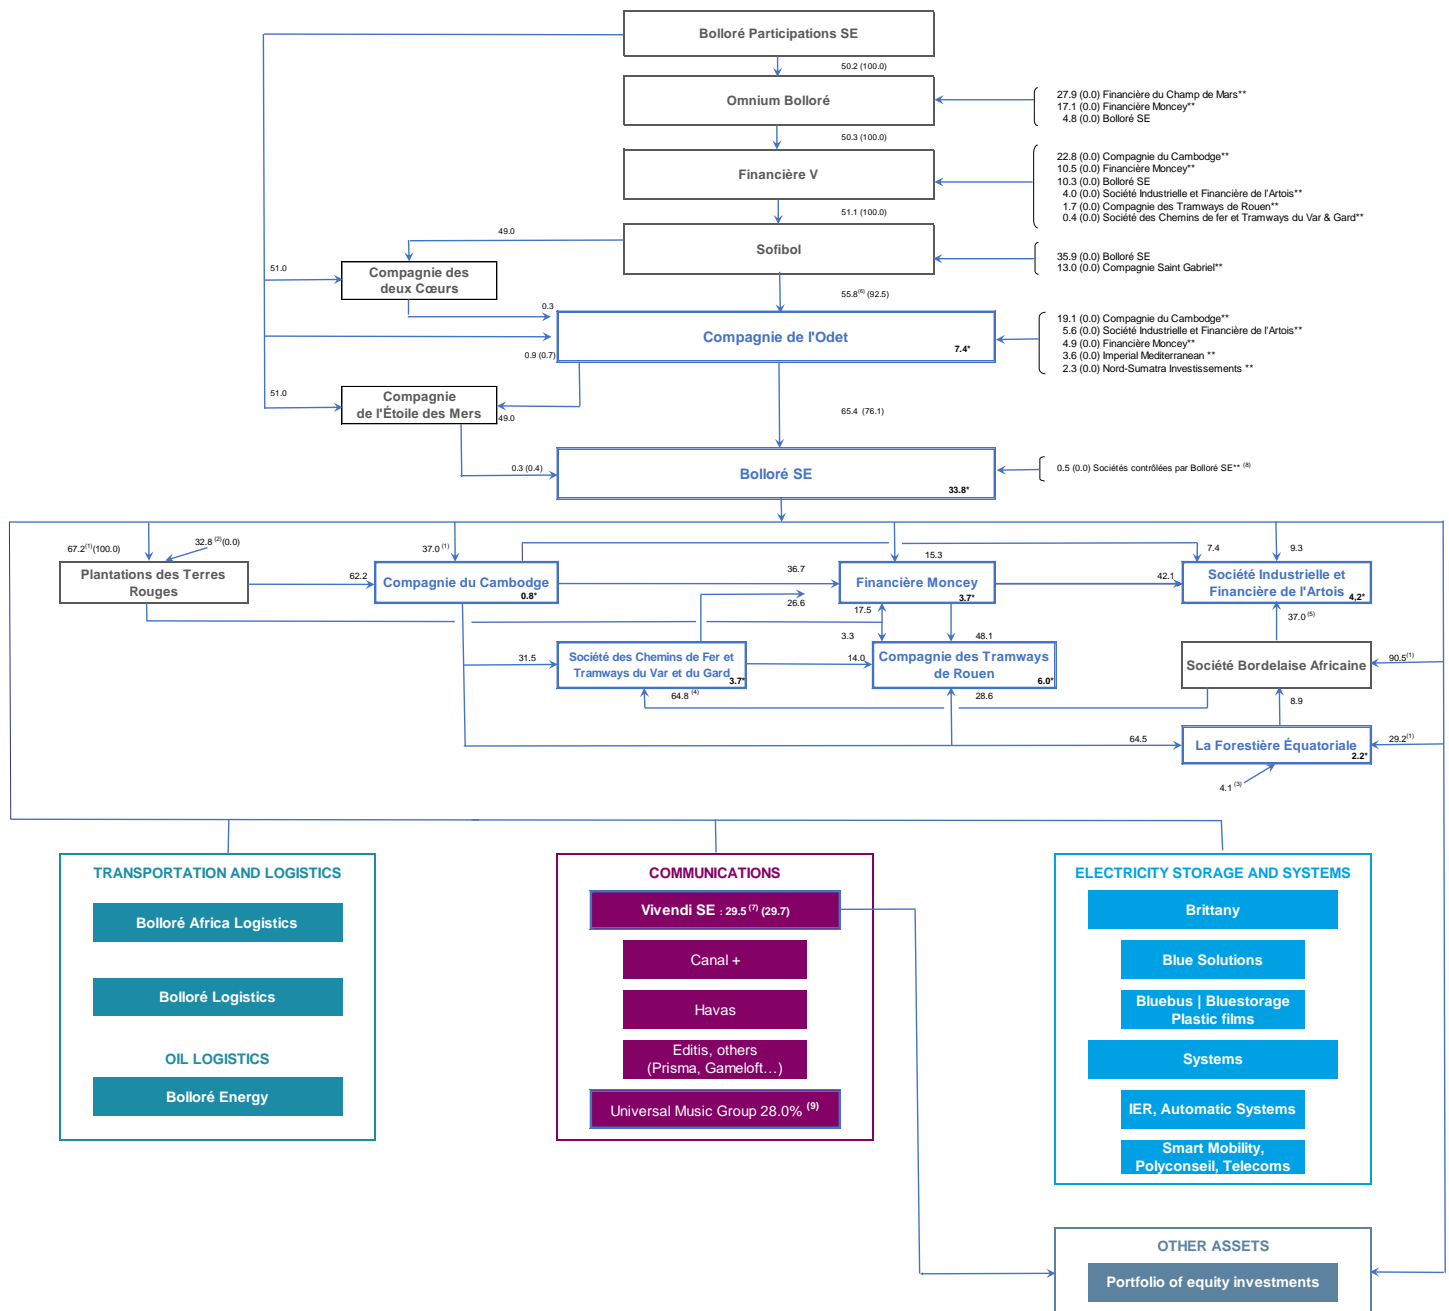 Bolloré Participations SE
50.2 (100.0)
Omnium Bolloré
27.9 (0.0) Financière du Champ de Mars**
17.1 (0.0) Financière Moncey**
4.8 (0.0) Bolloré SE
50.3 (100.0)
Financière V
22.8 (0.0) Compagnie du Cambodge**
10.5 (0.0) Financière Moncey**
10.3 (0.0) Bolloré SE
4.0 (0.0) Société Industrielle et Financière de l'Artois**
1.7 (0.0) Compagnie des Tramways de Rouen**
0.4 (0.0) Société des Chemins de fer et Tramways du Var & Gard**
51.1 (100.0)
49.0
Sofibol
35.9 (0.0) Bolloré SE
13.0 (0.0) Compagnie Saint Gabriel**
51.0
Compagnie des
deux Cœurs
55.8(6) (92.5)
0.3
Compagnie de l'Odet
7.4*
19.1 (0.0) Compagnie du Cambodge**
5.6 (0.0) Société Industrielle et Financière de l'Artois**
4.9 (0.0) Financière Moncey**
3.6 (0.0) Imperial Mediterranean **
2.3 (0.0) Nord-Sumatra Investissements **
0.9 (0.7)
51.0
Compagnie
de l'Étoile des Mers
49.0
65.4 (76.1)
0.3 (0.4)
Bolloré SE
33.8*
0.5 (0.0) Sociétés contrôlées par Bolloré SE** (8)
67.2(1)(100.0)
32.8 (2)(0.0)
37.0 (1)
15.3
7.4
9.3
Plantations des Terres
Rouges
62.2
Compagnie du Cambodge
0.8*
36.7
Financière Moncey
3.7*
42.1
Société Industrielle et
Financière de l'Artois
4,2*
26.6
17.5
37.0 (5)
3.3
48.1
31.5
Société des Chemins de Fer et
Tramways du Var et du Gard
3.7*
14.0
Compagnie des Tramways
de Rouen
6.0*
Société Bordelaise Africaine
90.5(1)
64.8 (4)
28.6
8.9
64.5
La Forestière Équatoriale
2.2*
29.2(1)
4.1 (3)
TRANSPORTATION AND LOGISTICS
Bolloré Africa Logistics
Bolloré Logistics
OIL LOGISTICS
Bolloré Energy
COMMUNICATIONS
Vivendi SE : 29.5 (7) (29.7)
Canal +
Havas
Editis, others
(Prisma, Gameloft…)
Universal Music Group 28.0% (9)
ELECTRICITY STORAGE AND SYSTEMS
Brittany
Blue Solutions
Bluebus | Bluestorage
Plastic films
Systems
IER, Automatic Systems
Smart Mobility,
Polyconseil, Telecoms
OTHER ASSETS
Portfolio of equity investments